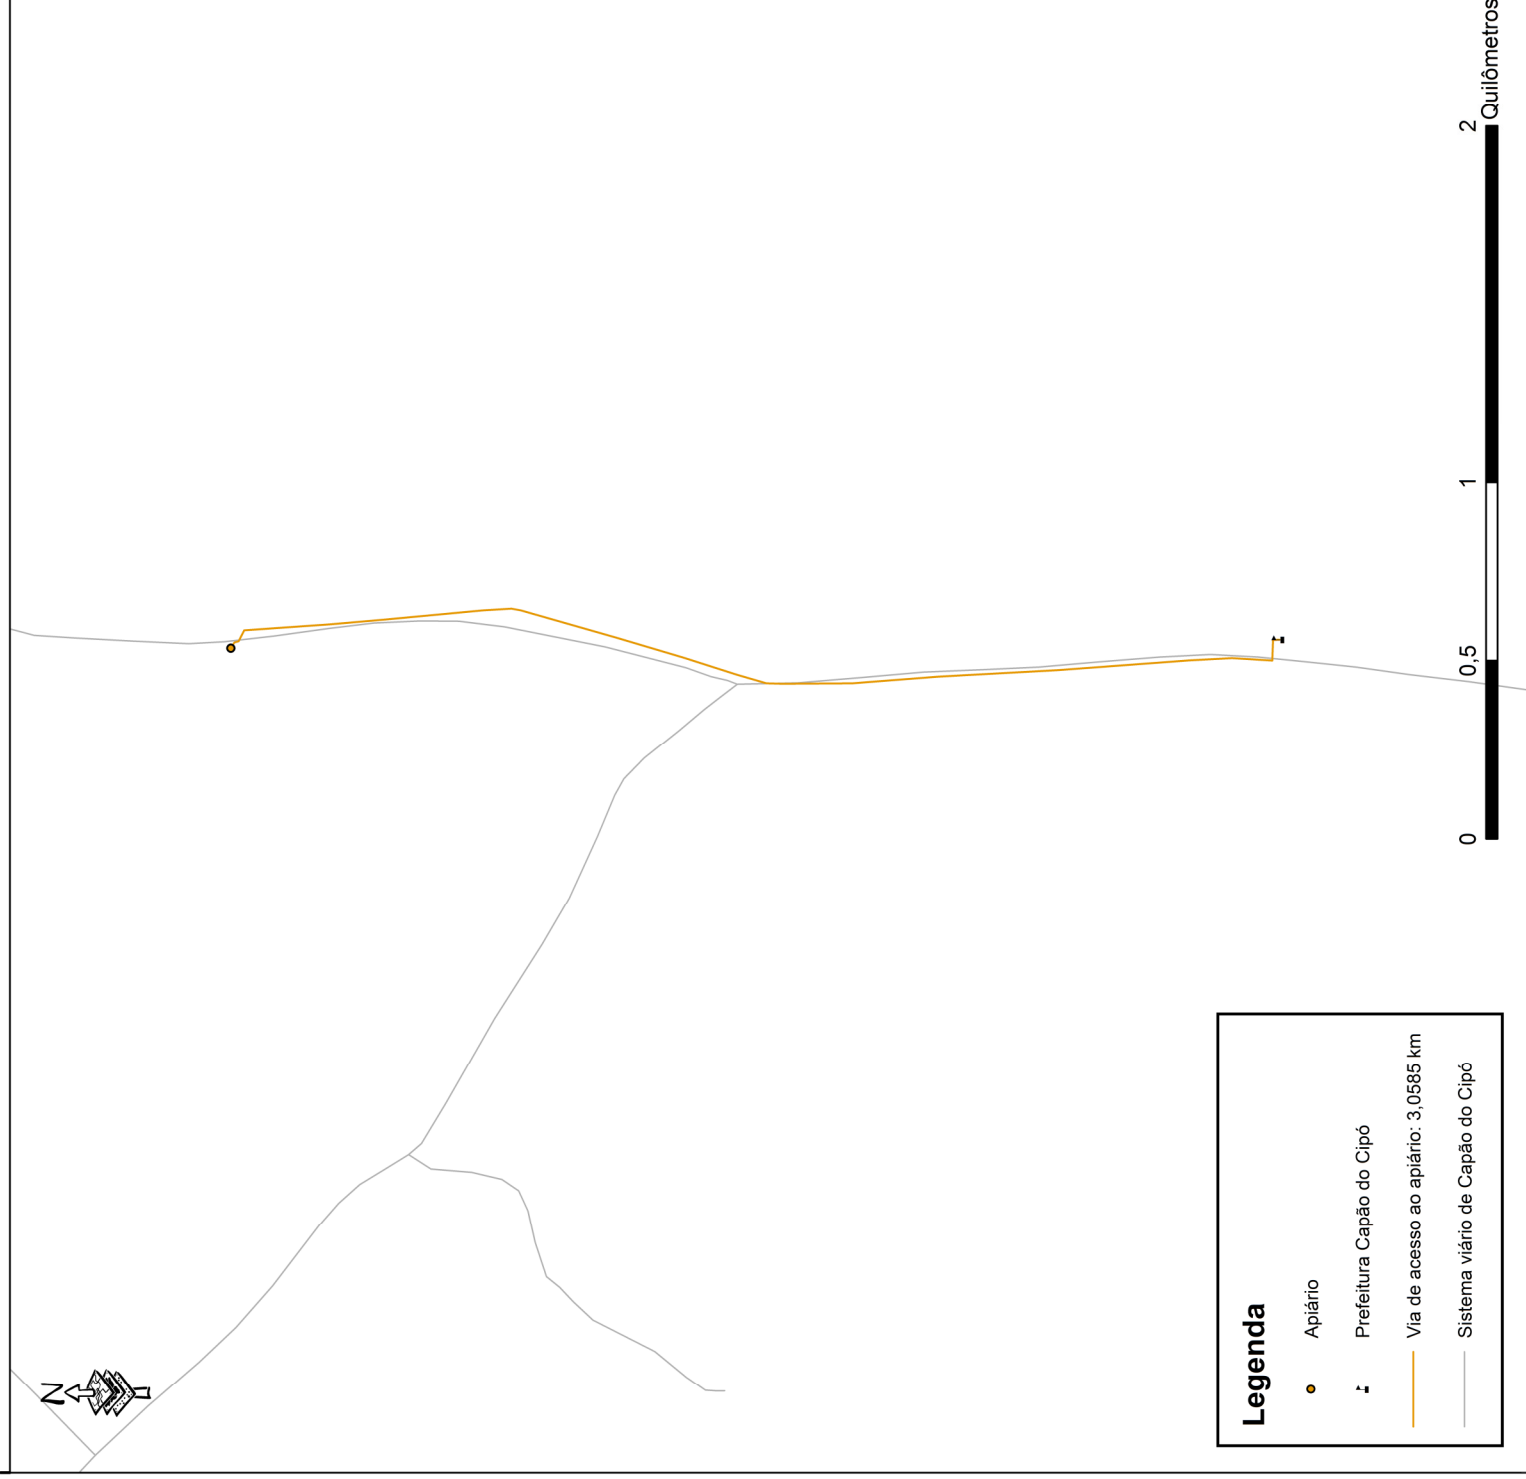 N
Legenda
Apiário
Prefeitura Capão do Cipó
Via de acesso ao apiário: 3,0585 km
Sistema viário de Capão do Cipó
0 0,5 1 2
Quilômetros